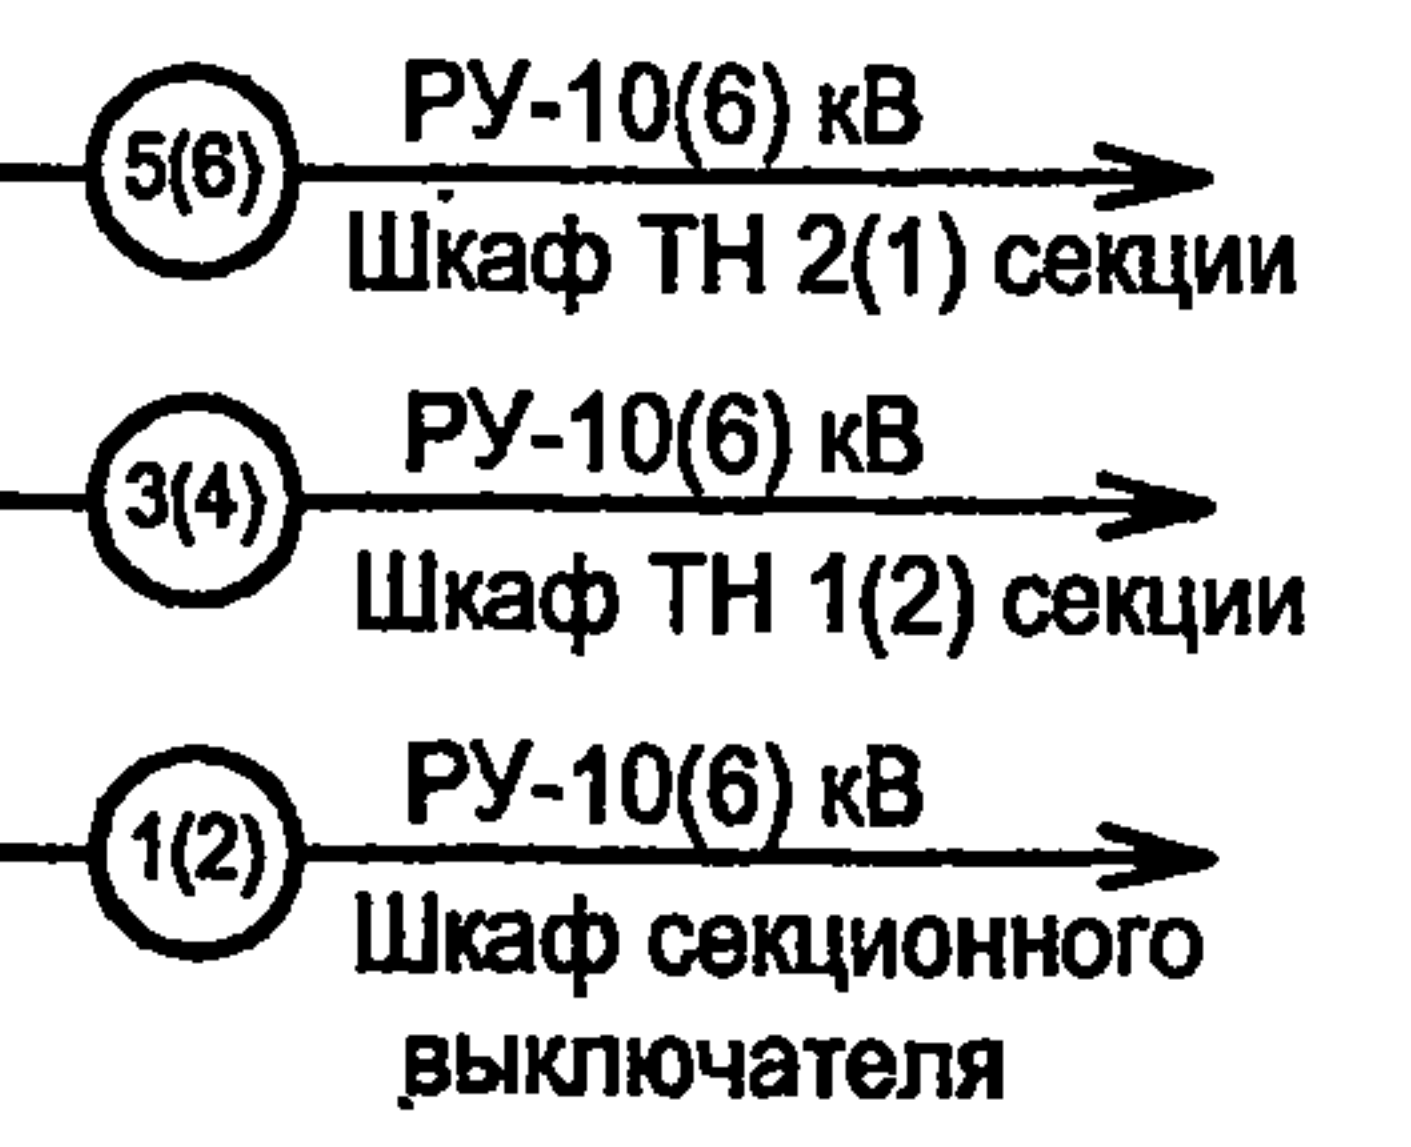 РУ-10(6) кВ
5(6)
Шкаф ТН 2(1) секции
РУ-10(6) кВ
3(4)
Шкаф ТН 1(2) секции
РУ-10(6) кВ
1(2)
Шкаф секционного
выключателя